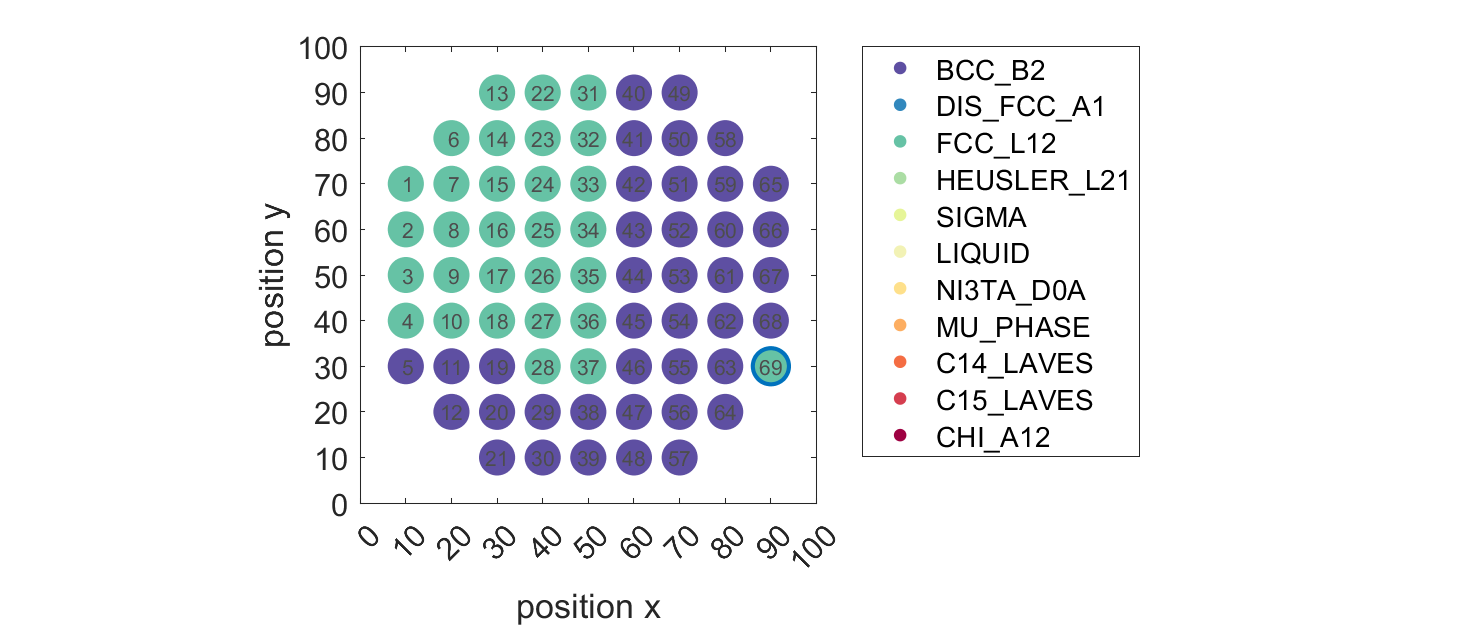 100
90
80
70
60
50
40
30
20
10
0
position y
13 22 31 40 49
6 14 23 32 41 50 58
1 7 15 24 33 42 51 59 65
2 8 16 25 34 43 52 60 66
3 9 17 26 35 44 53 61 67
4 10 18 27 36 45 54 62 68
5 11 19 28 37 46 55 63 69
12 20 29 38 47 56 64
21 30 39 48 57
0 10 20 30 40 50 60 70 80 90 100
position x
BCC_B2
DIS_FCC_A1
FCC_L12
HEUSLER_L21
SIGMA
LIQUID
NI3TA_D0A
MU_PHASE
C14_LAVES
C15_LAVES
CHI_A12